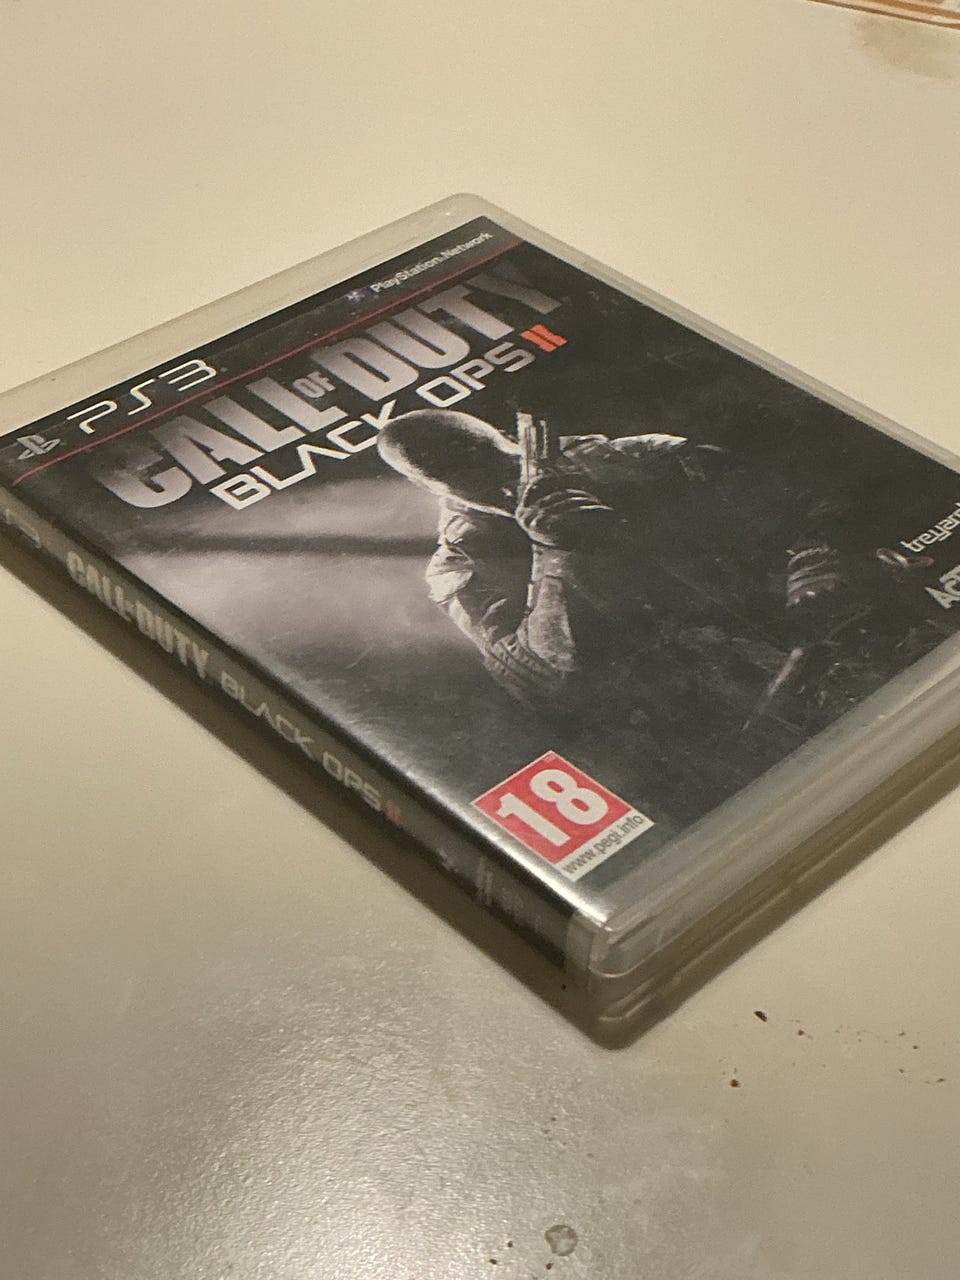 PlayStation Network
PS3
CALL OF DUTY
BLACK OPS II
treyarch
18
www.pegi.info
CALL OF DUTY BLACK OPS II